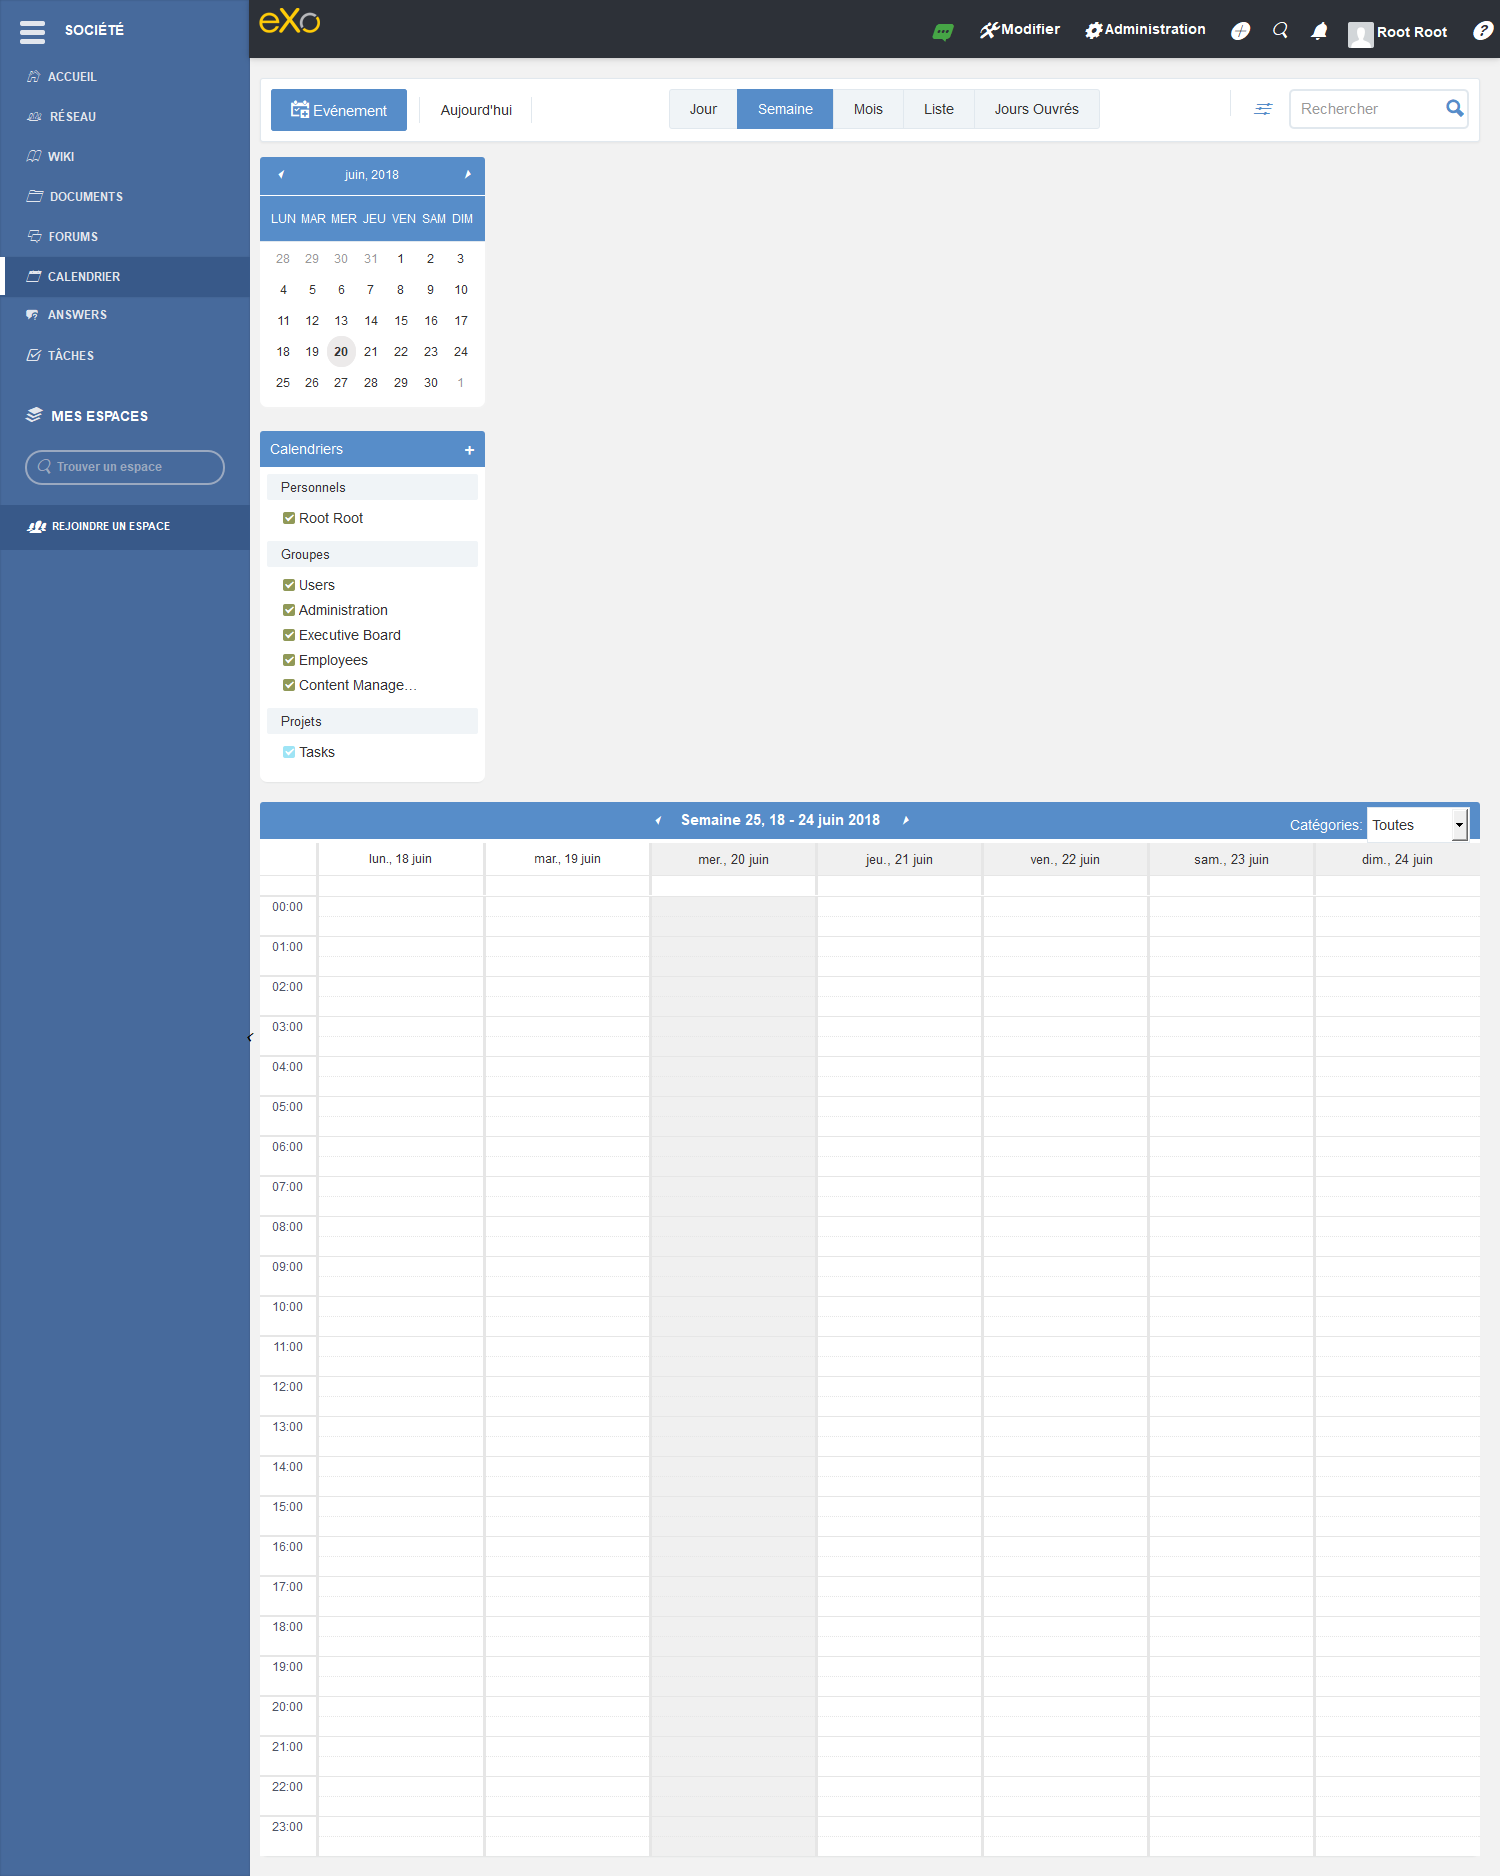 SOCIÉTÉ
ACCUEIL
RÉSEAU
WIKI
DOCUMENTS
FORUMS
CALENDRIER
ANSWERS
TÂCHES
MES ESPACES
Trouver un espace
REJOINDRE UN ESPACE
eXo
Modifier Administration Root Root ?
Evénement Aujourd'hui Jour Semaine Mois Liste Jours Ouvrés Rechercher
juin, 2018
LUN MAR MER JEU VEN SAM DIM
28 29 30 31 1 2 3
4 5 6 7 8 9 10
11 12 13 14 15 16 17
18 19 20 21 22 23 24
25 26 27 28 29 30 1
Calendriers +
Personnels
Root Root
Groupes
Users
Administration
Executive Board
Employees
Content Manage...
Projets
Tasks
Semaine 25, 18 - 24 juin 2018 Catégories: Toutes
lun., 18 juin mar., 19 juin mer., 20 juin jeu., 21 juin ven., 22 juin sam., 23 juin dim., 24 juin
00:00
01:00
02:00
03:00
04:00
05:00
06:00
07:00
08:00
09:00
10:00
11:00
12:00
13:00
14:00
15:00
16:00
17:00
18:00
19:00
20:00
21:00
22:00
23:00